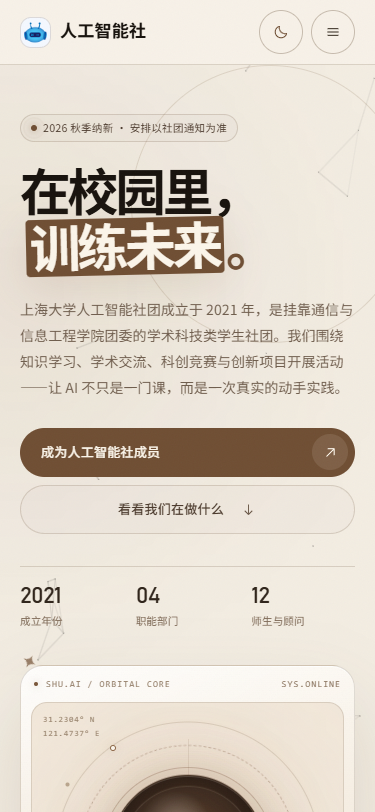 人工智能社
2026 秋季纳新 · 安排以社团通知为准
在校园里，
训练未来。
上海大学人工智能社团成立于 2021 年，是挂靠通信与
信息工程学院团委的学术科技类学生社团。我们围绕
知识学习、学术交流、科创竞赛与创新项目开展活动
——让 AI 不只是一门课，而是一次真实的动手实践。
成为人工智能社成员 ↗
看看我们在做什么 ↓
2021 04 12
成立年份 职能部门 师生与顾问
SHU.AI / ORBITAL CORE SYS.ONLINE
31.2304° N
121.4737° E